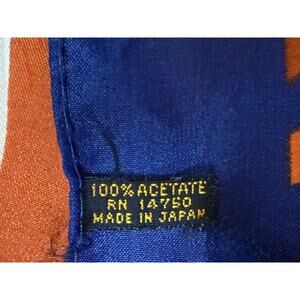 100% ACETATE
RN 14750
MADE IN JAPAN